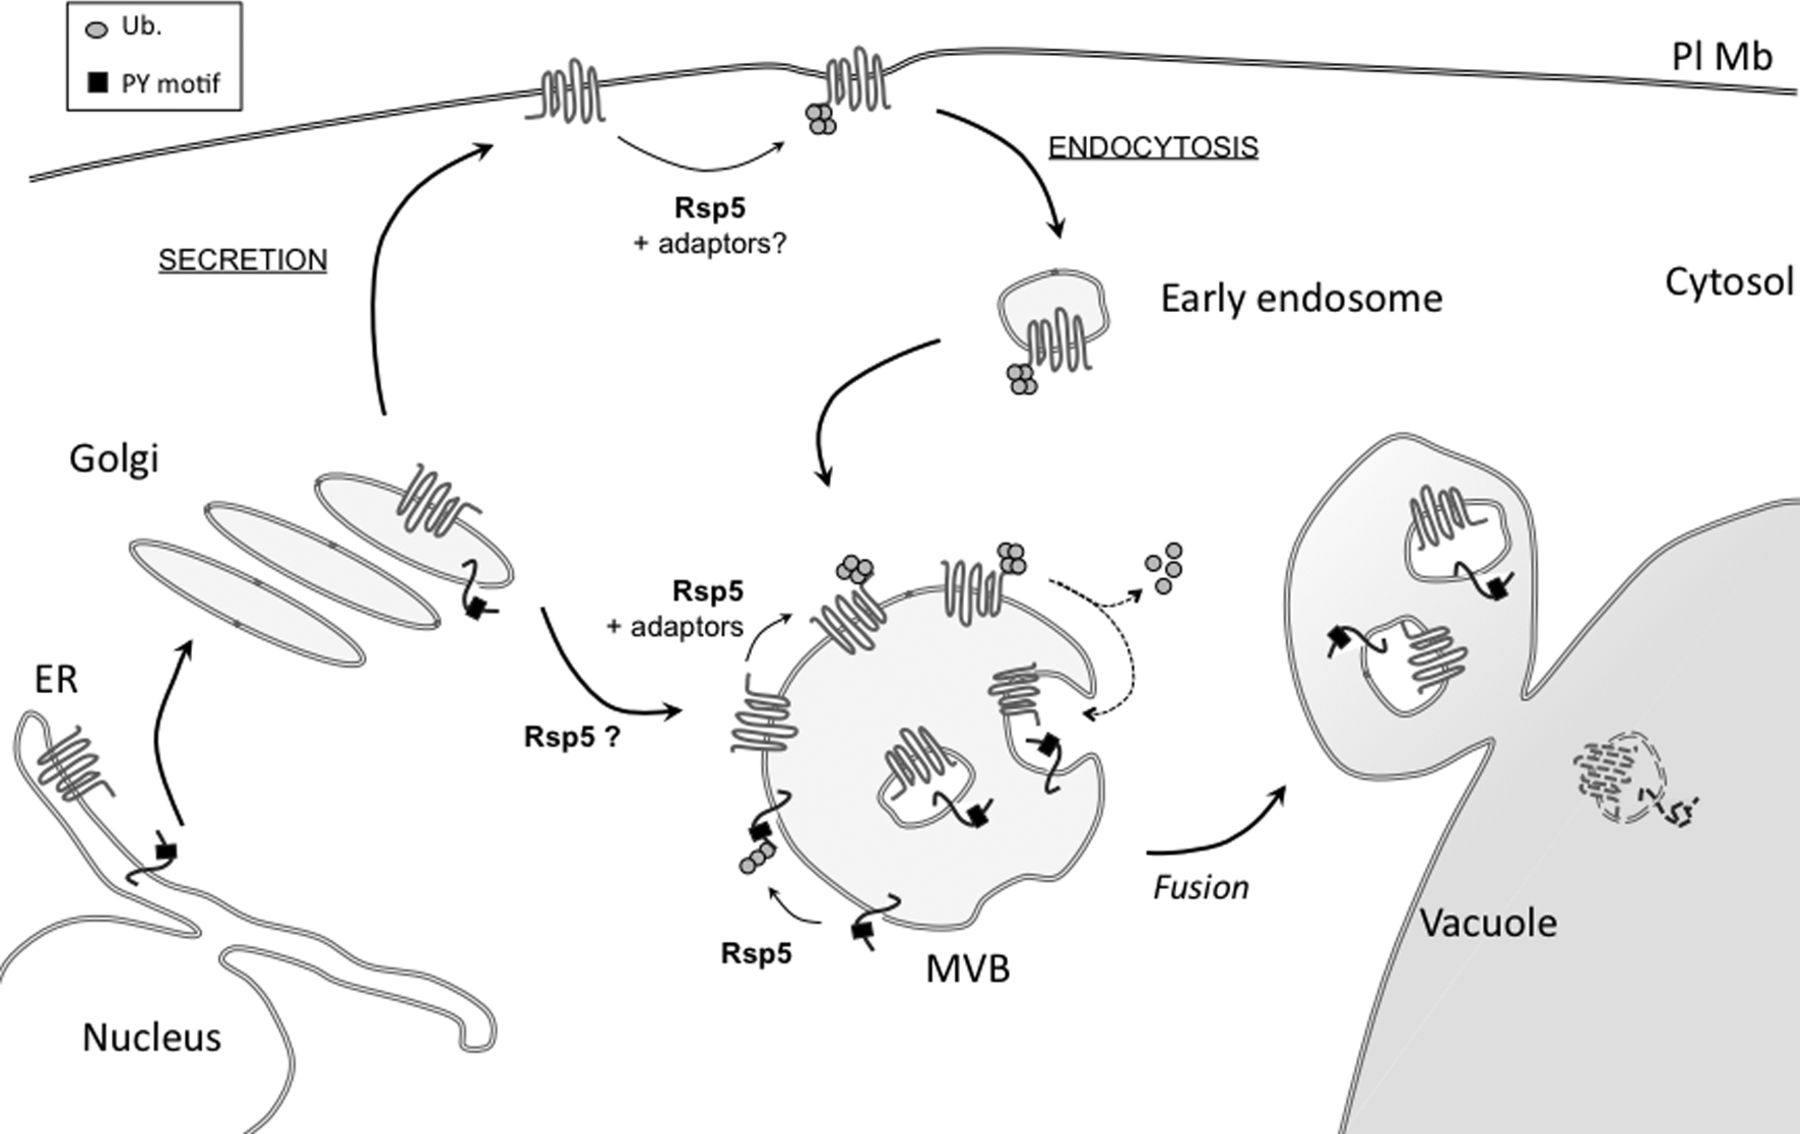 Ub.
PY motif
Pl Mb
ENDOCYTOSIS
Rsp5
+ adaptors?
SECRETION
Early endosome
Cytosol
Golgi
Rsp5
+ adaptors
ER
Rsp5 ?
Fusion
Vacuole
Rsp5
MVB
Nucleus